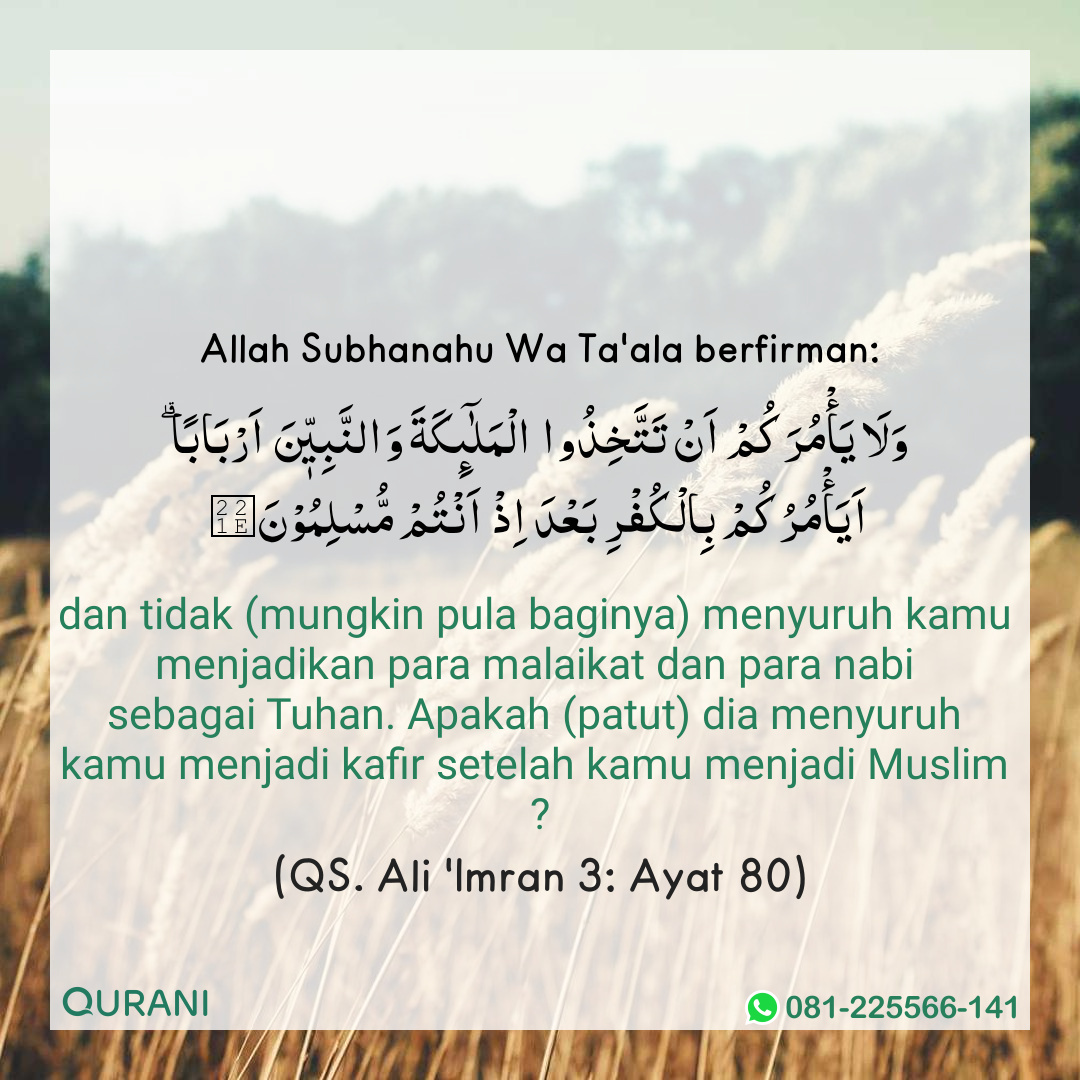 Allah Subhanahu Wa Ta'ala berfirman:
وَلَا يَأْمُرَكُمْ اَنْ تَتَّخِذُوا الْمَلٰۤىِٕكَةَ وَالنَّبِيّٖنَ اَرْبَابًا ۗ
اَيَأْمُرُكُمْ بِالْكُفْرِ بَعْدَ اِذْ اَنْتُمْ مُّسْلِمُوْنَ∞
dan tidak (mungkin pula baginya) menyuruh kamu
menjadikan para malaikat dan para nabi
sebagai Tuhan. Apakah (patut) dia menyuruh
kamu menjadi kafir setelah kamu menjadi Muslim
?
(QS. Ali 'Imran 3: Ayat 80)
QURANI
081-225566-141